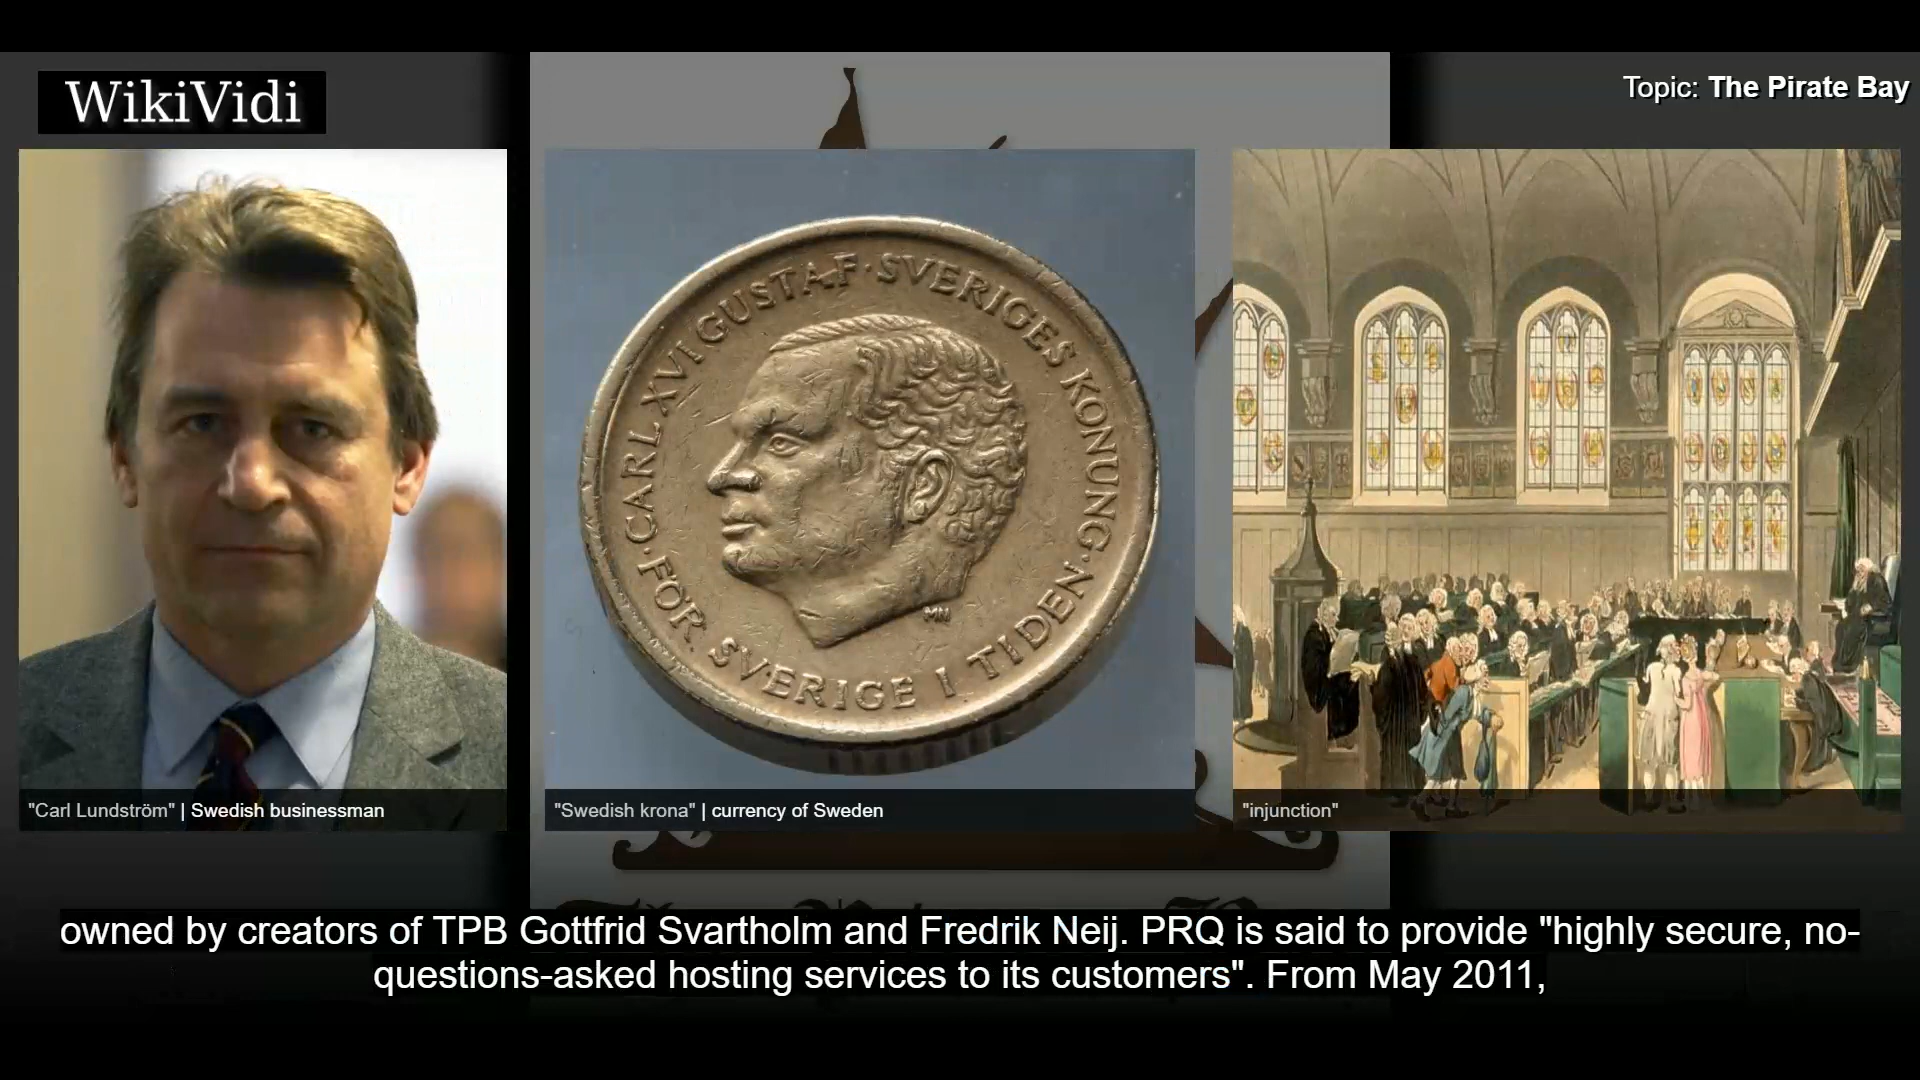 WikiVidi
Topic: The Pirate Bay
CARL XVI GUSTAF · SVERIGES KONUNG ·
FÖR SVERIGE I TIDEN ·
MN
"Carl Lundström" | Swedish businessman
"Swedish krona" | currency of Sweden
"injunction"
owned by creators of TPB Gottfrid Svartholm and Fredrik Neij. PRQ is said to provide "highly secure, no-
questions-asked hosting services to its customers". From May 2011,